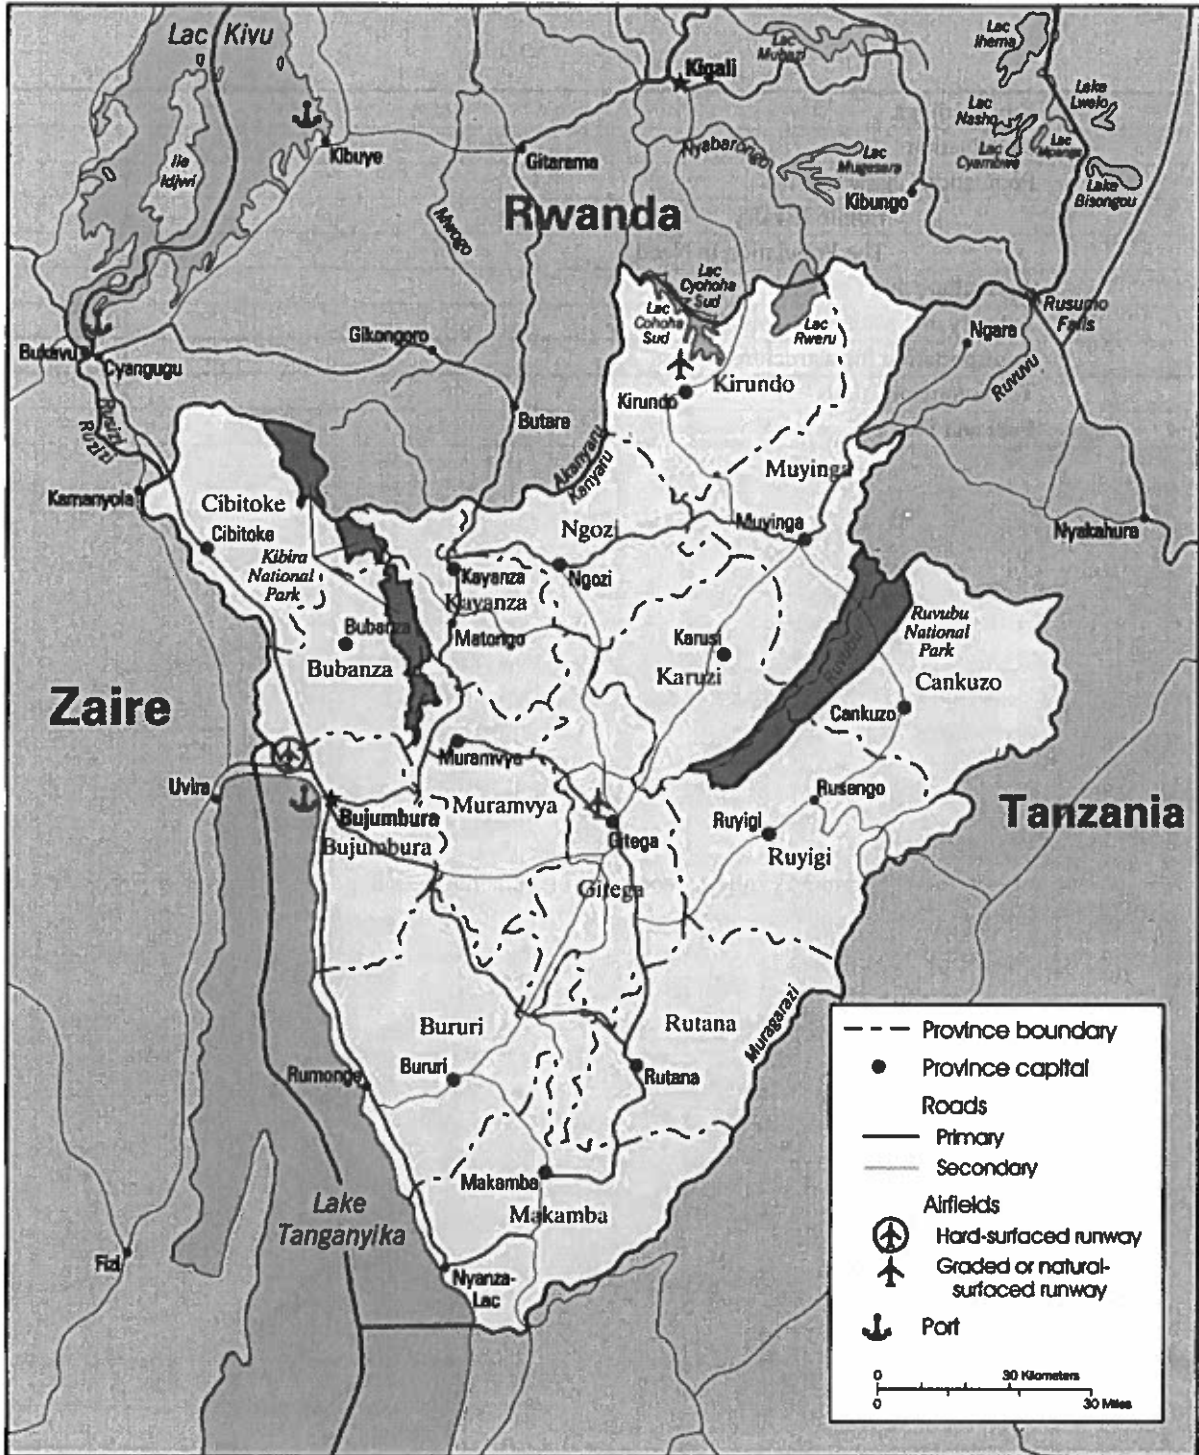 Lac Kivu
Lac
Ihema
Lac
Muhazi
Kigali
Lake
Lwelo
Lac
Nasho
Kibuye
Gitarama
Nyabarongo
Lac
Mugesera
Lac
Cyambwe
Lac
Mpanga
Ile
Idjwi
Kibungo
Lake
Bisongou
Rwanda
Mwogo
Lac
Cyohoha
Sud
Lac
Cohoha
Sud
Lac
Rweru
Rusumo
Falls
Ngara
Gikongoro
Bukavu
Cyangugu
Ruvuvu
Kirundo
Kirundo
Rusizi
Ruzizi
Butare
Akanyaru
Kanyaru
Muyinga
Kamanyola
Cibitoke
Cibitoke
Ngozi
Muyinga
Nyakahura
Kibira
National
Park
Kayanza
Ngozi
Kayanza
Ruvubu
National
Park
Bubanza
Matongo
Karusi
Ruvubu
Bubanza
Karuzi
Cankuzo
Zaire
Cankuzo
Muramvya
Uvira
Muramvya
Rusengo
Tanzania
Bujumbura
Bujumbura
Gitega
Ruyigi
Ruyigi
Gitega
Bururi
Rutana
Muragarazi
Rumonge
Bururi
Rutana
Makamba
Makamba
Lake
Tanganyika
Fizi
Nyanza-
Lac
Province boundary
Province capital
Roads
Primary
Secondary
Airfields
Hard-surfaced runway
Graded or natural-
surfaced runway
Port
0 30 Kilometers
0 30 Miles